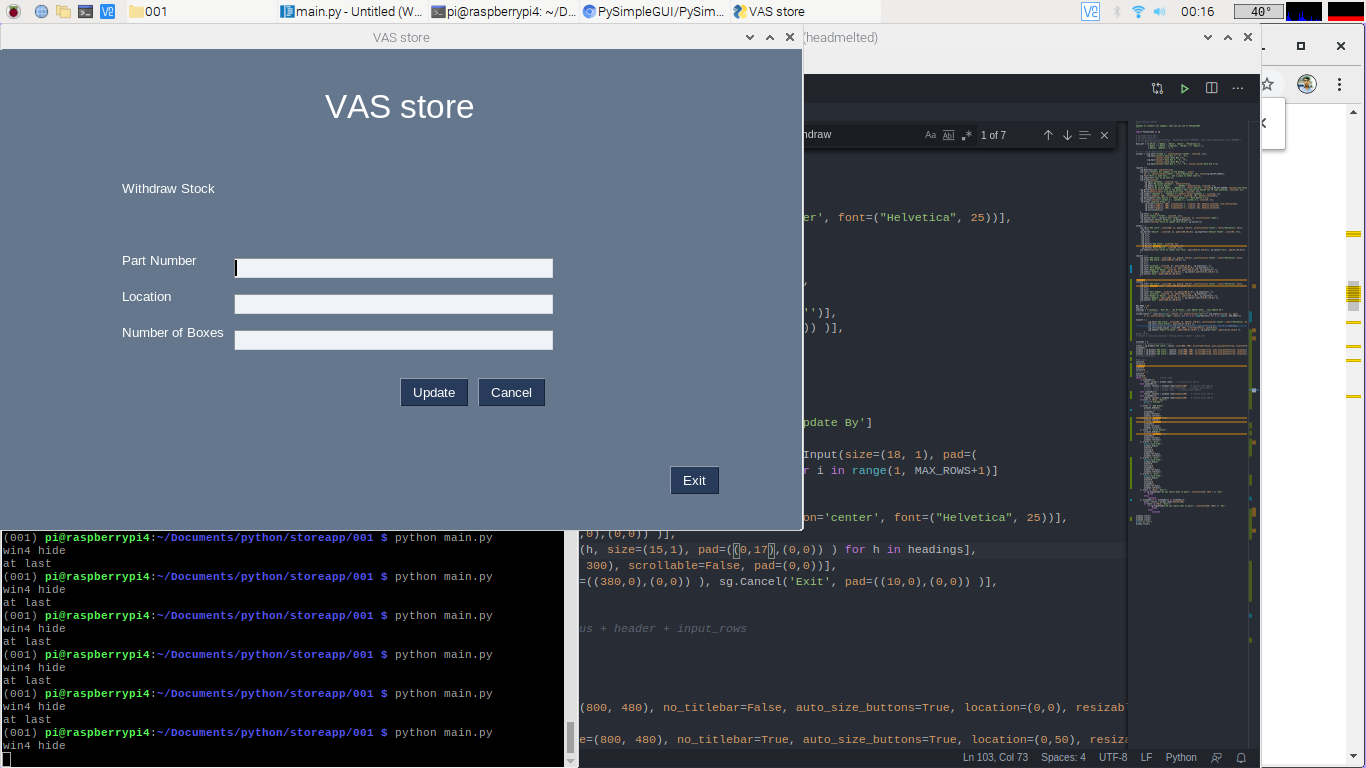 001
main.py - Untitled (W...
pi@raspberrypi4: ~/D...
PySimpleGUI/PySim...
VAS store
00:16
40°
VAS store
(headmelted)
VAS store
Withdraw Stock
Part Number
Location
Number of Boxes
Update
Cancel
Exit
hdraw
Aa
Abl
.*
1 of 7
er', font=("Helvetica", 25))],
,
'')],
)) )],
pdate By']
Input(size=(18, 1), pad=(
r i in range(1, MAX_ROWS+1)]
on='center', font=("Helvetica", 25))],
,0),(0,0)) )],
(h, size=(15,1), pad=((0,17),(0,0)) ) for h in headings],
300), scrollable=False, pad=(0,0))],
=((380,0),(0,0)) ), sg.Cancel('Exit', pad=((10,0),(0,0)) )],
us + header + input_rows
(800, 480), no_titlebar=False, auto_size_buttons=True, location=(0,0), resizabl
e=(800, 480), no_titlebar=True, auto_size_buttons=True, location=(0,50), resiza
Ln 103, Col 73
Spaces: 4
UTF-8
LF
Python
(001) pi@raspberrypi4:~/Documents/python/storeapp/001 $ python main.py
win4 hide
at last
(001) pi@raspberrypi4:~/Documents/python/storeapp/001 $ python main.py
win4 hide
at last
(001) pi@raspberrypi4:~/Documents/python/storeapp/001 $ python main.py
win4 hide
at last
(001) pi@raspberrypi4:~/Documents/python/storeapp/001 $ python main.py
win4 hide
at last
(001) pi@raspberrypi4:~/Documents/python/storeapp/001 $ python main.py
win4 hide
at last
(001) pi@raspberrypi4:~/Documents/python/storeapp/001 $ python main.py
win4 hide